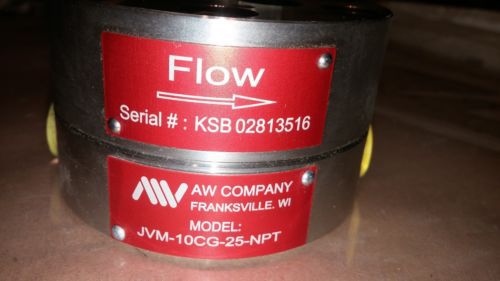 Flow
Serial # : KSB 02813516
AW COMPANY
FRANKSVILLE. WI
MODEL:
JVM-10CG-25-NPT